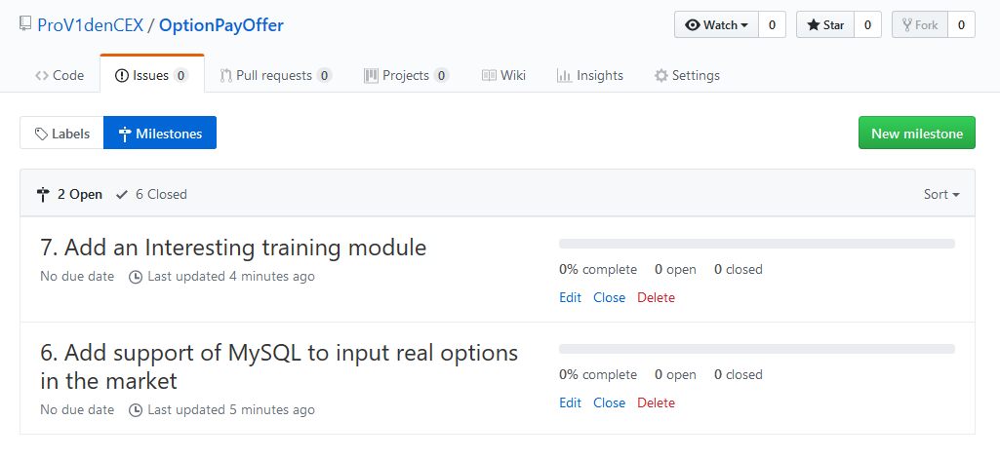 ProV1denCEX / OptionPayOffer
Watch 0 Star 0 Fork 0
Code Issues 0 Pull requests 0 Projects 0 Wiki Insights Settings
Labels Milestones New milestone
2 Open 6 Closed Sort
7. Add an Interesting training module
No due date Last updated 4 minutes ago
0% complete 0 open 0 closed
Edit Close Delete
6. Add support of MySQL to input real options
in the market
No due date Last updated 5 minutes ago
0% complete 0 open 0 closed
Edit Close Delete